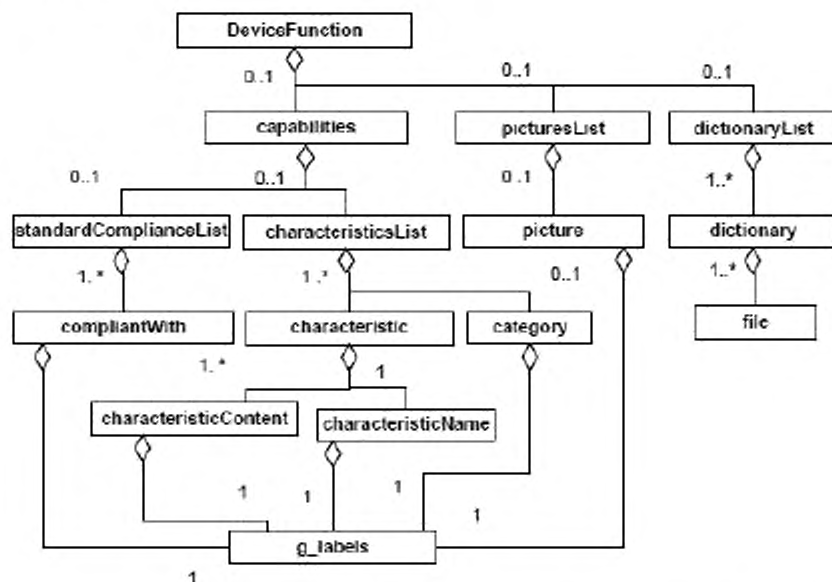 DeviceFunction
0..1
0..1
0..1
capabilities
picturesList
dictionaryList
0..1
0..1
0..1
1..*
standardComplianceList
characteristicsList
picture
dictionary
1..*
1..*
0..1
1..*
compliantWith
characteristic
category
file
1..*
1
characteristicContent
characteristicName
1
1
1
1
g_labels
1